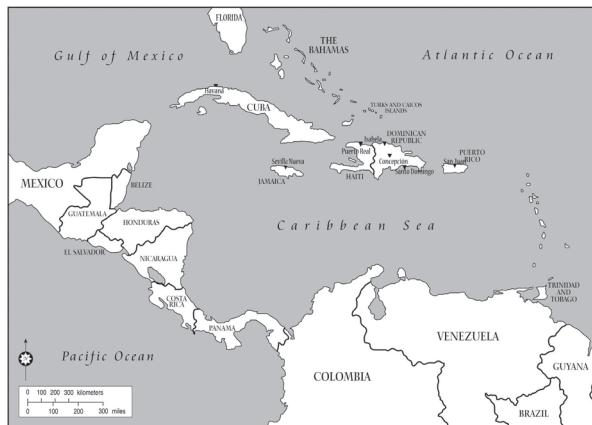 FLORIDA
Gulf of Mexico
THE
BAHAMAS
Atlantic Ocean
Havana
CUBA
TURKS AND CAICOS
ISLANDS
Isabela
DOMINICAN
REPUBLIC
Puerto Real
Concepción
San Juan
PUERTO
RICO
Sevilla Nueva
JAMAICA
HAITI
Santo Domingo
MEXICO
BELIZE
GUATEMALA
HONDURAS
Caribbean Sea
EL SALVADOR
NICARAGUA
COSTA
RICA
TRINIDAD
AND
TOBAGO
PANAMA
VENEZUELA
Pacific Ocean
GUYANA
COLOMBIA
BRAZIL
0 100 200 300 kilometers
0 100 200 300 miles